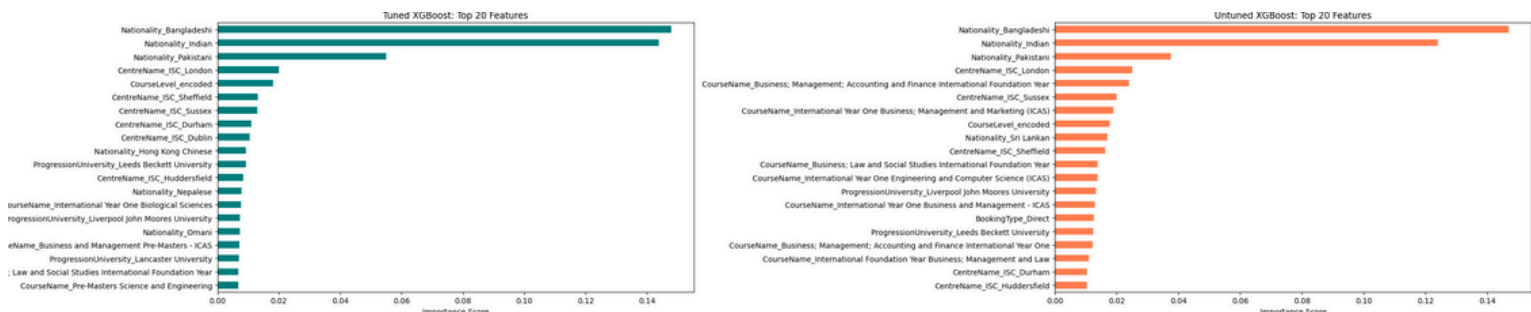 Tuned XGBoost: Top 20 Features
Nationality_Bangladeshi
Nationality_Indian
Nationality_Pakistani
CentreName_ISC_London
CourseLevel_encoded
CentreName_ISC_Sheffield
CentreName_ISC_Sussex
CentreName_ISC_Durham
CentreName_ISC_Dublin
Nationality_Hong Kong Chinese
ProgressionUniversity_Leeds Beckett University
CentreName_ISC_Huddersfield
Nationality_Nepalese
ourseName_International Year One Biological Sciences
rogressionUniversity_Liverpool John Moores University
Nationality_Omani
seName_Business and Management Pre-Masters - ICAS
ProgressionUniversity_Lancaster University
; Law and Social Studies International Foundation Year
CourseName_Pre-Masters Science and Engineering
0.00 0.02 0.04 0.06 0.08 0.10 0.12 0.14
Importance Score
Untuned XGBoost: Top 20 Features
Nationality_Bangladeshi
Nationality_Indian
Nationality_Pakistani
CentreName_ISC_London
CourseName_Business; Management; Accounting and Finance International Foundation Year
CentreName_ISC_Sussex
CourseName_International Year One Business; Management and Marketing (ICAS)
CourseLevel_encoded
Nationality_Sri Lankan
CentreName_ISC_Sheffield
CourseName_Business; Law and Social Studies International Foundation Year
CourseName_International Year One Engineering and Computer Science (ICAS)
ProgressionUniversity_Liverpool John Moores University
CourseName_International Year One Business and Management - ICAS
BookingType_Direct
ProgressionUniversity_Leeds Beckett University
CourseName_Business; Management; Accounting and Finance International Year One
CourseName_International Foundation Year Business; Management and Law
CentreName_ISC_Durham
CentreName_ISC_Huddersfield
0.00 0.02 0.04 0.06 0.08 0.10 0.12 0.14
Importance Score